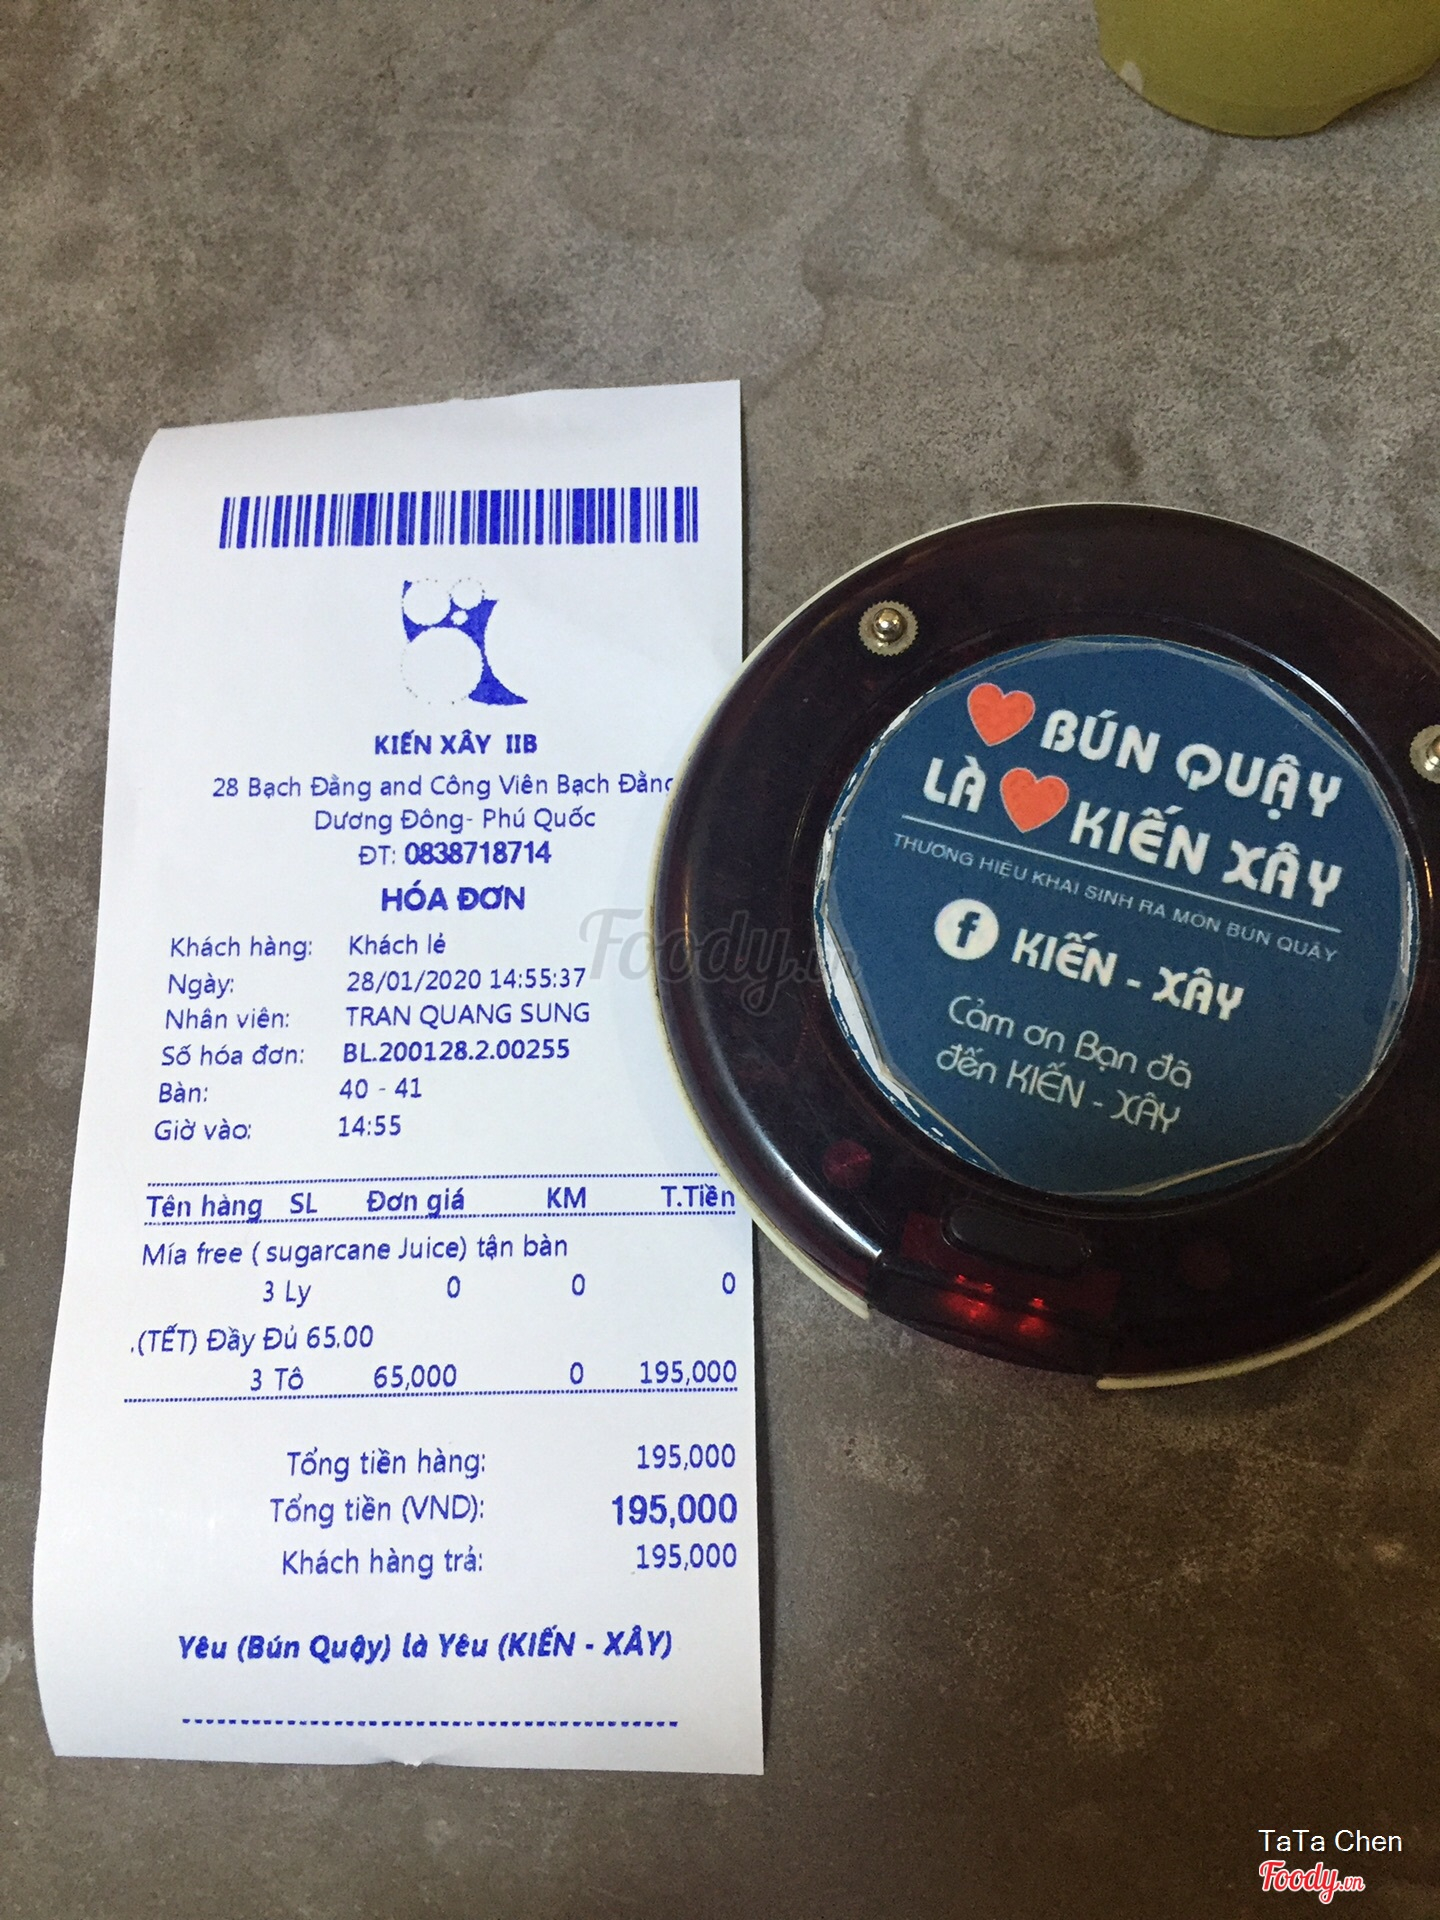 KIẾN XÂY IIB
28 Bạch Đằng and Công Viên Bạch Đằng
Dương Đông- Phú Quốc
ĐT: 0838718714
HÓA ĐƠN
Khách hàng: Khách lẻ
Ngày: 28/01/2020 14:55:37
Nhân viên: TRAN QUANG SUNG
Số hóa đơn: BL.200128.2.00255
Bàn: 40 - 41
Giờ vào: 14:55
Tên hàng SL Đơn giá KM T.Tiền
Mía free ( sugarcane Juice) tận bàn
3 Ly 0 0 0
.(TẾT) Đầy Đủ 65.00
3 Tô 65,000 0 195,000
Tổng tiền hàng: 195,000
Tổng tiền (VND): 195,000
Khách hàng trả: 195,000
Yêu (Bún Quậy) là Yêu (KIẾN - XÂY)
BÚN QUẬY
LÀ KIẾN XÂY
THƯƠNG HIỆU KHAI SINH RA MÓN BÚN QUẬY
f KIẾN - XÂY
Cảm ơn Bạn đã
đến KIẾN - XÂY
Foody.vn
TaTa Chen
Foody.vn